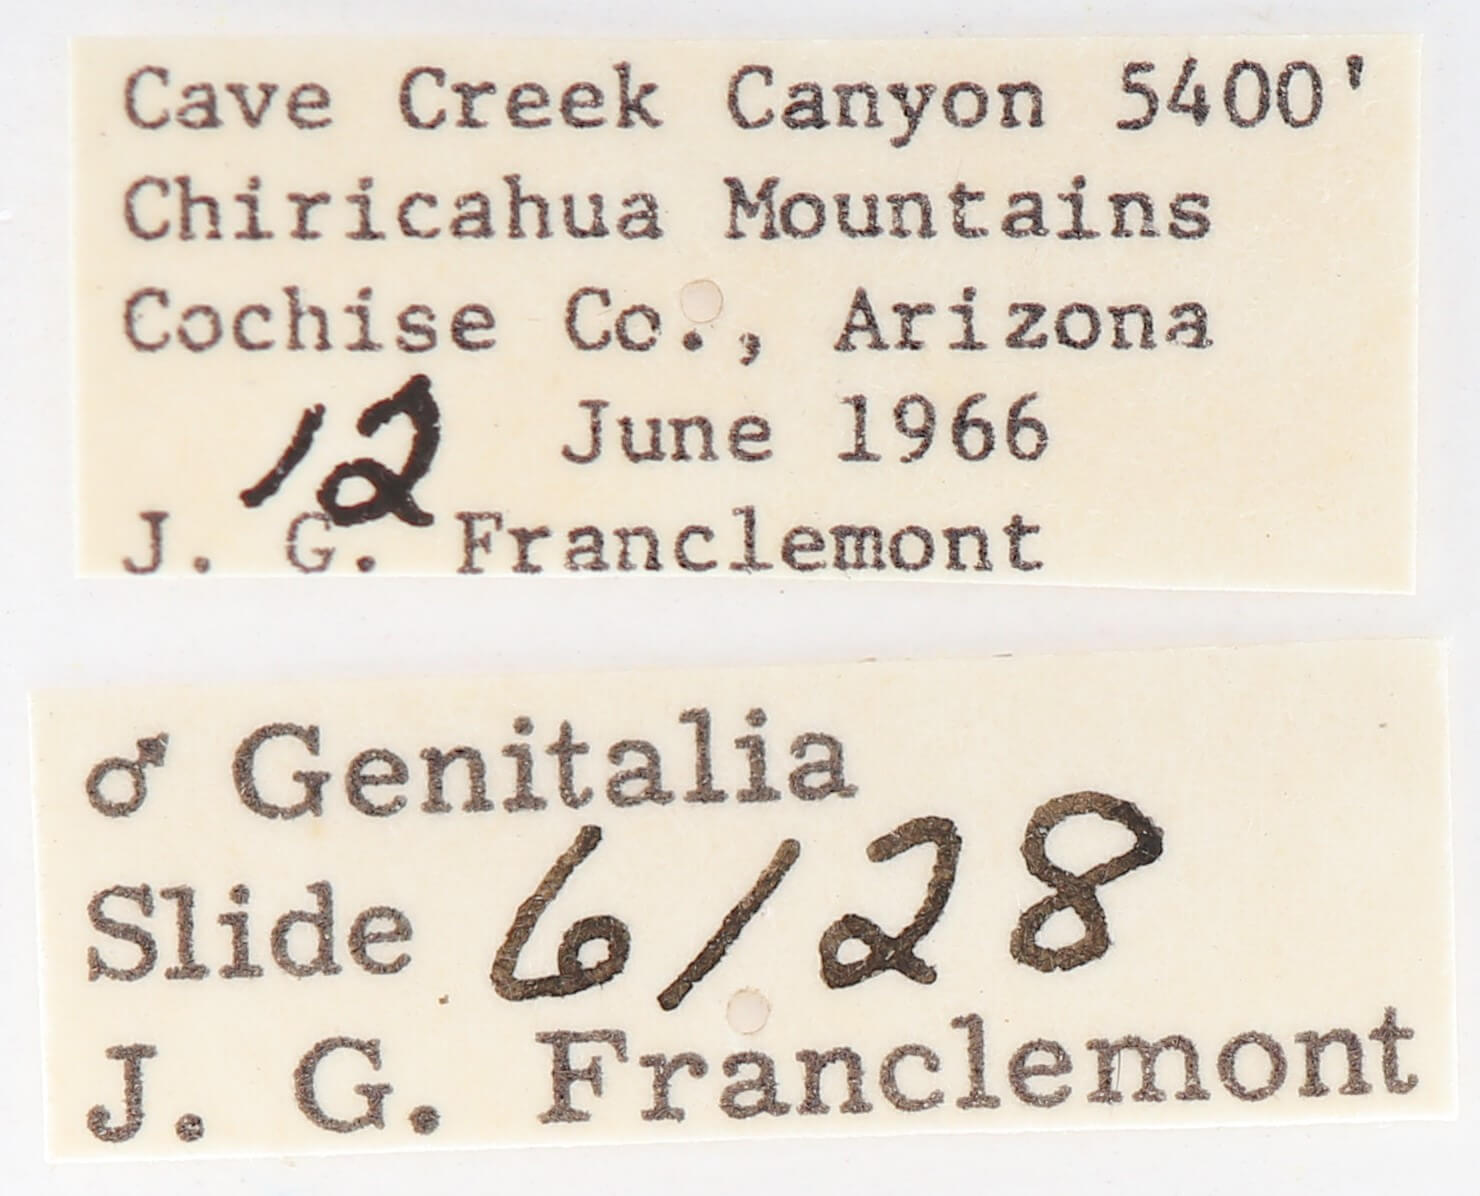 Cave Creek Canyon 5400'
Chiricahua Mountains
Cochise Co., Arizona
12 June 1966
J. G. Franclemont
♂ Genitalia
Slide 6128
J. G. Franclemont